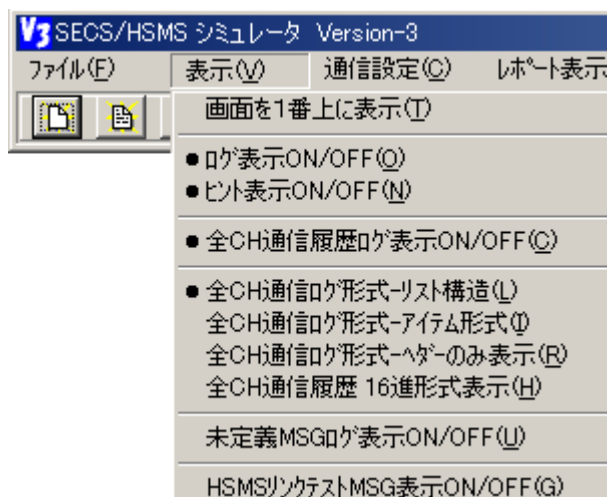 V3 SECS/HSMS シミュレータ Version-3
ファイル(F) 表示(V) 通信設定(C) レポート表示
画面を1番上に表示(T)
●ログ表示ON/OFF(O)
●ヒント表示ON/OFF(N)
●全CH通信履歴ログ表示ON/OFF(C)
●全CH通信ログ形式-リスト構造(L)
全CH通信ログ形式-アイテム形式(I)
全CH通信ログ形式-ヘダーのみ表示(R)
全CH通信履歴 16進形式表示(H)
未定義MSGログ表示ON/OFF(U)
HSMSリンクテストMSG表示ON/OFF(G)